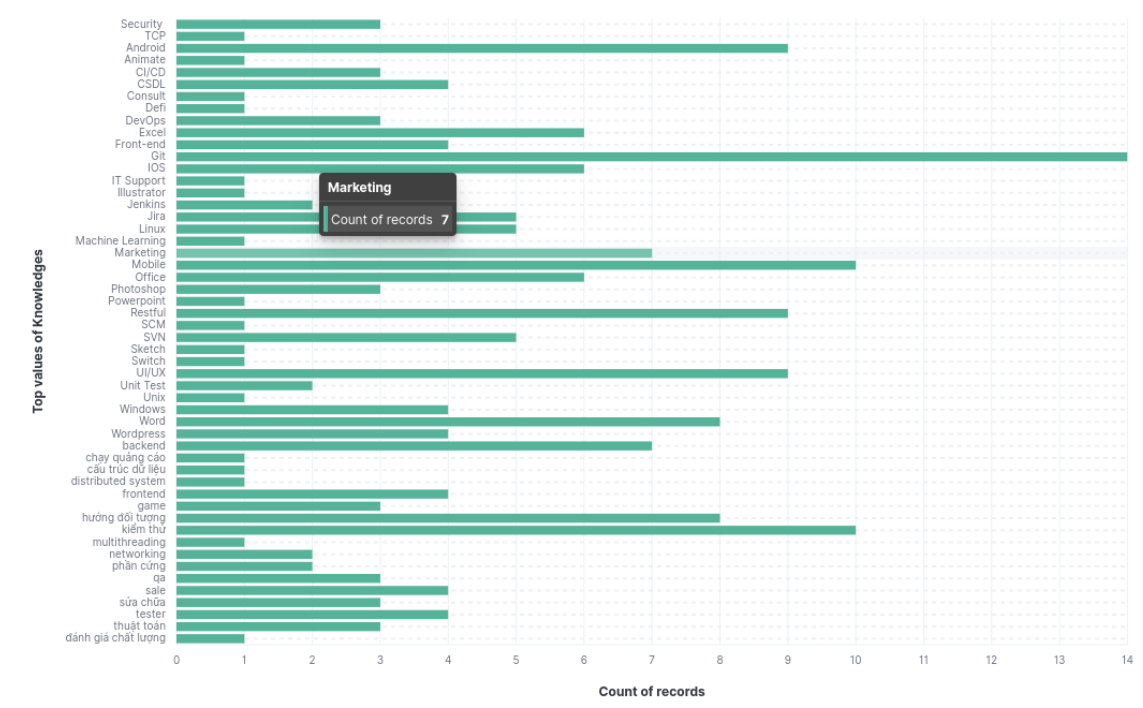 Security
TCP
Android
Animate
CI/CD
CSDL
Consult
Defi
DevOps
Excel
Front-end
Git
IOS
IT Support
Illustrator
Jenkins
Jira
Linux
Machine Learning
Marketing
Mobile
Office
Photoshop
Powerpoint
Restful
SCM
SVN
Sketch
Switch
UI/UX
Unit Test
Unix
Windows
Word
Wordpress
backend
chạy quảng cáo
cấu trúc dữ liệu
distributed system
frontend
game
hướng đối tượng
kiểm thử
multithreading
networking
phần cứng
qa
sale
sửa chữa
tester
thuật toán
đánh giá chất lượng
Top values of Knowledges
Marketing
Count of records 7
0 1 2 3 4 5 6 7 8 9 10 11 12 13 14
Count of records